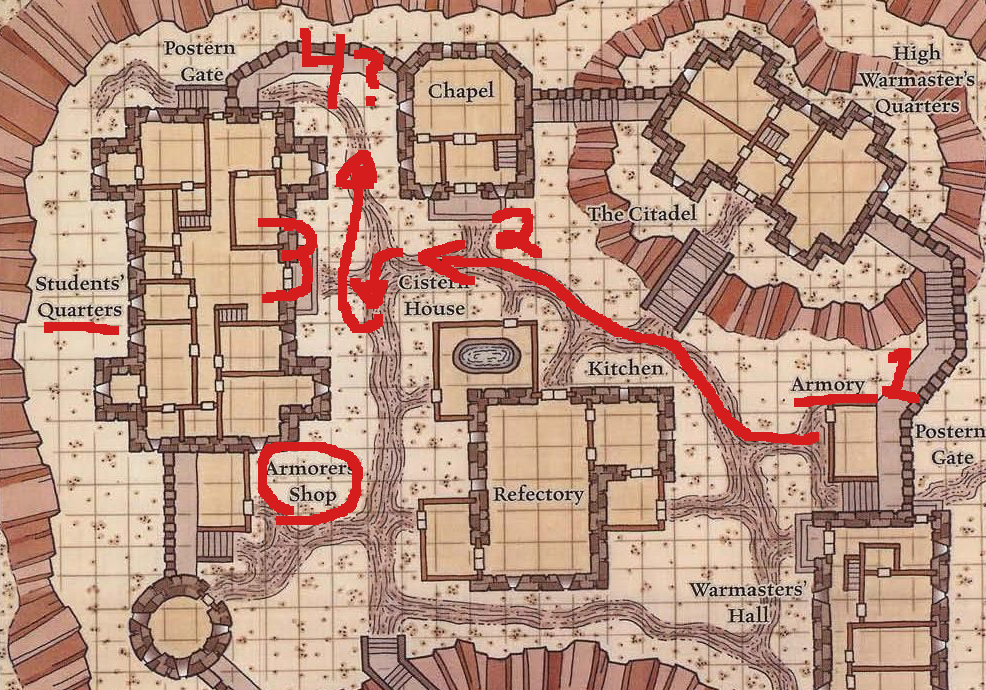 Postern
Gate
4?
Chapel
High
Warmaster's
Quarters
The Citadel
2
3
Students'
Quarters
Cistern
House
Kitchen
Armory 1
Postern
Gate
Armorers
Shop
Refectory
Warmasters'
Hall